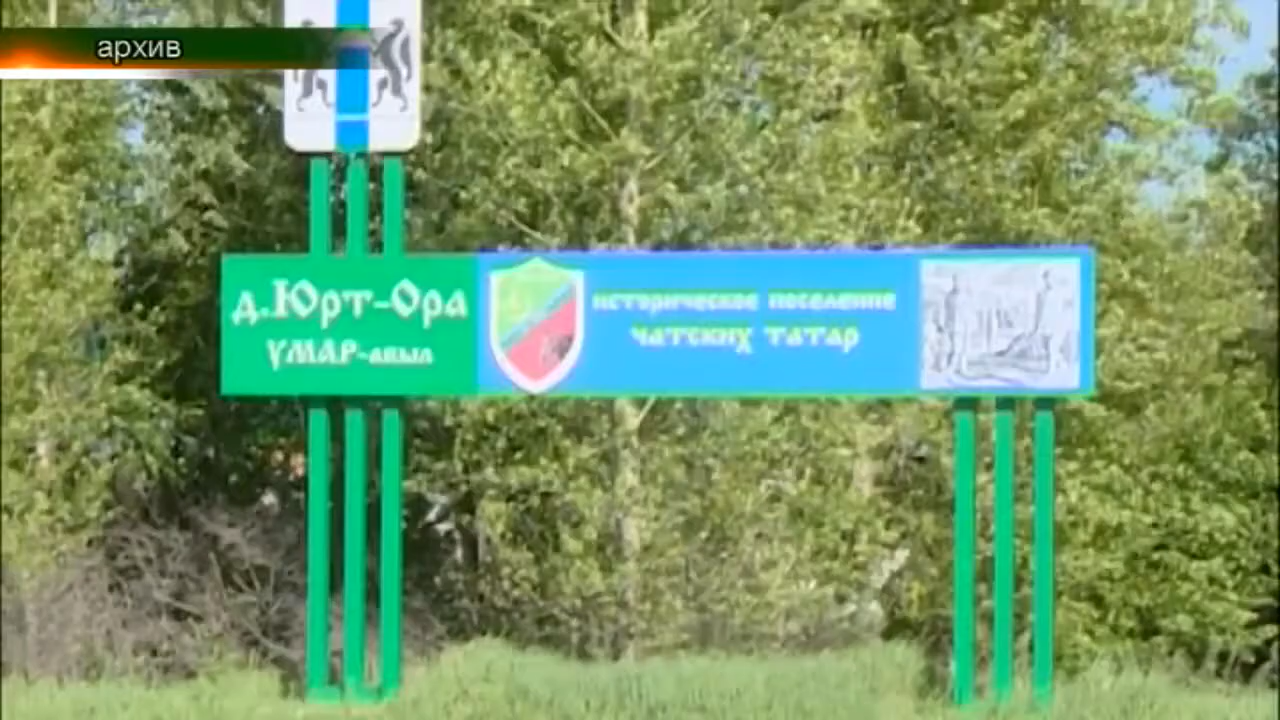 архив
д.Юрт-Ора
УМАР-авыл
историческое поселение
чатских татар